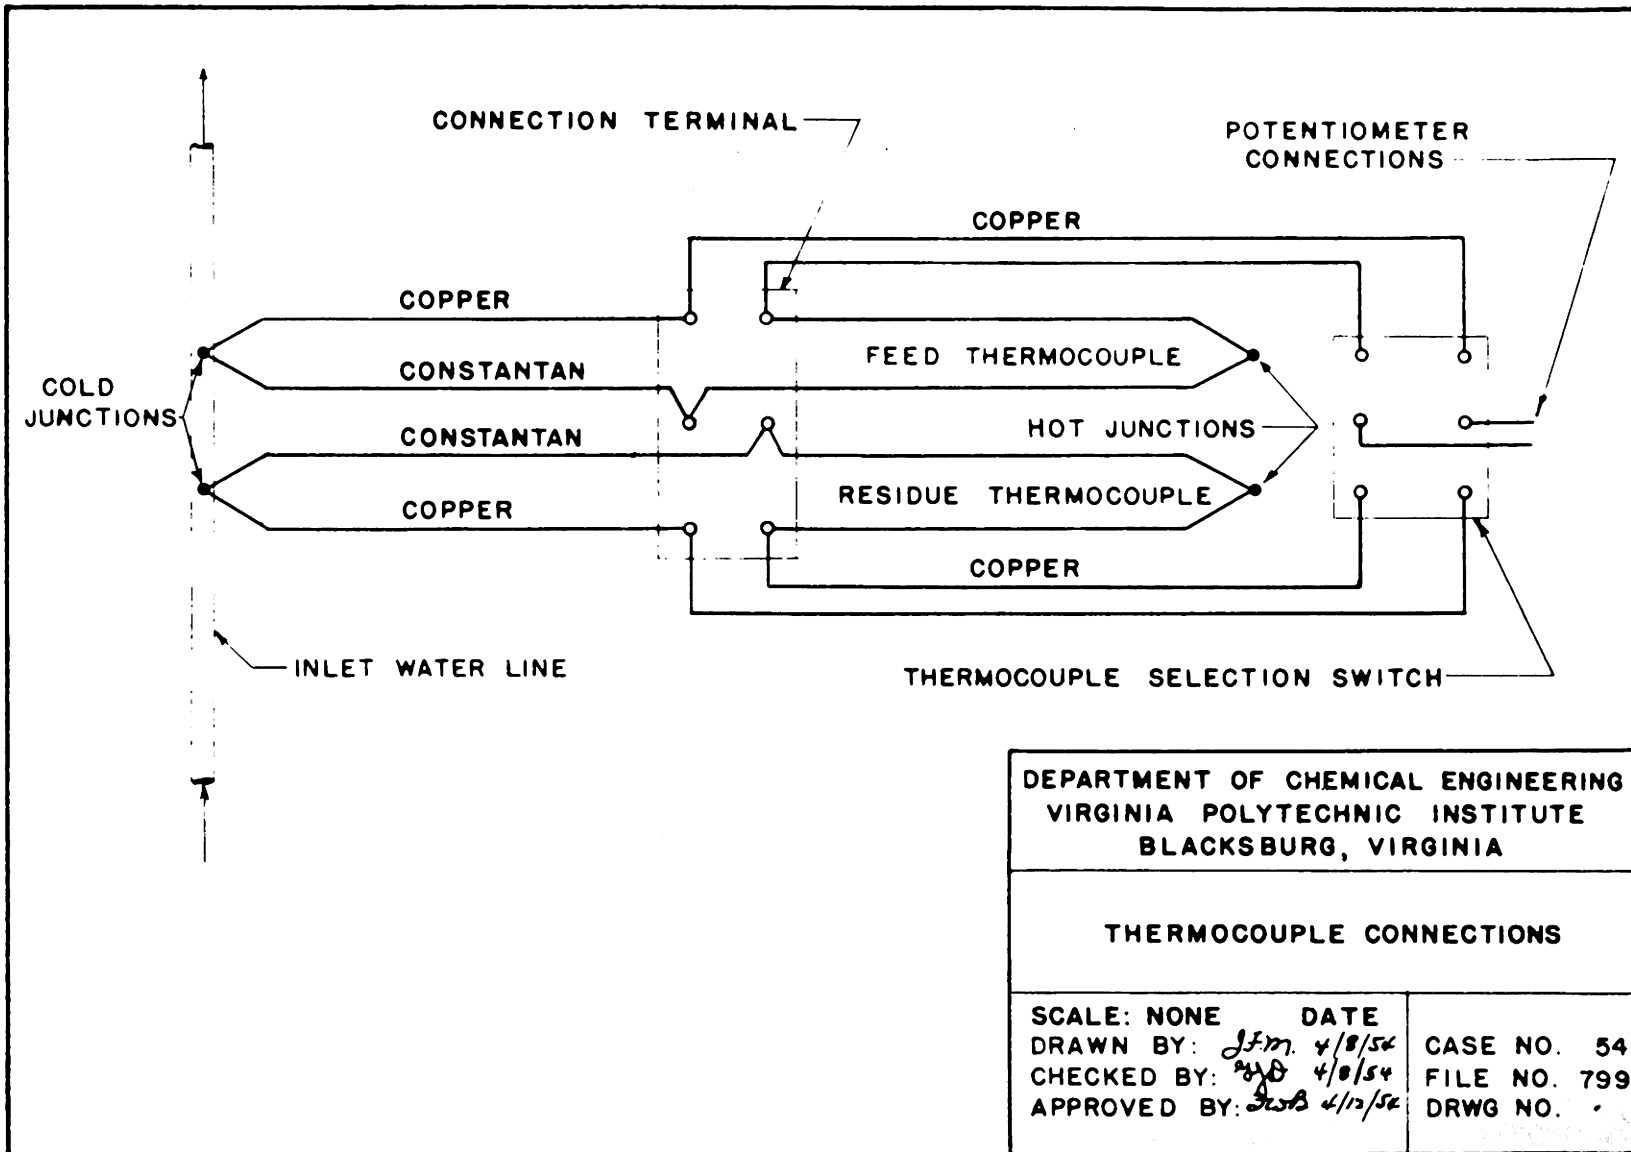 CONNECTION TERMINAL
POTENTIOMETER
CONNECTIONS
COPPER
COPPER
FEED THERMOCOUPLE
CONSTANTAN
COLD
JUNCTIONS
HOT JUNCTIONS
CONSTANTAN
RESIDUE THERMOCOUPLE
COPPER
COPPER
INLET WATER LINE
THERMOCOUPLE SELECTION SWITCH
DEPARTMENT OF CHEMICAL ENGINEERING
VIRGINIA POLYTECHNIC INSTITUTE
BLACKSBURG, VIRGINIA
THERMOCOUPLE CONNECTIONS
SCALE: NONE DATE
DRAWN BY: J.F.M. 4/8/54
CHECKED BY: 4/8/54
APPROVED BY: 4/12/54
CASE NO. 54
FILE NO. 799
DRWG NO.